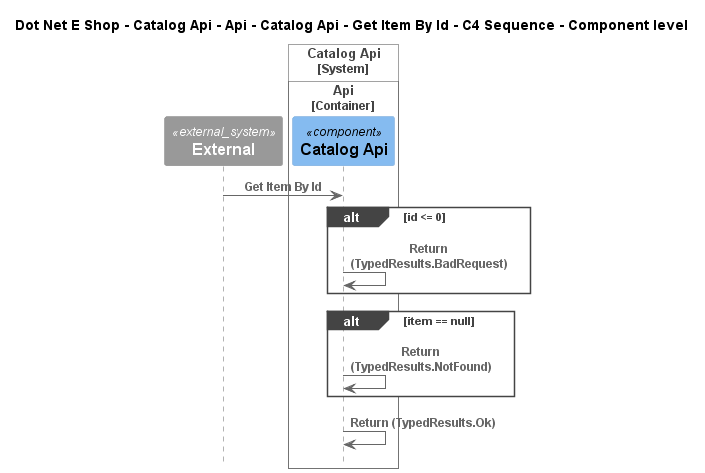 Dot Net E Shop - Catalog Api - Api - Catalog Api - Get Item By Id - C4 Sequence - Component level
Catalog Api
[System]
Api
[Container]
«external_system»
External
«component»
Catalog Api
Get Item By Id
alt
[id <= 0]
Return
(TypedResults.BadRequest)
alt
[item == null]
Return
(TypedResults.NotFound)
Return (TypedResults.Ok)